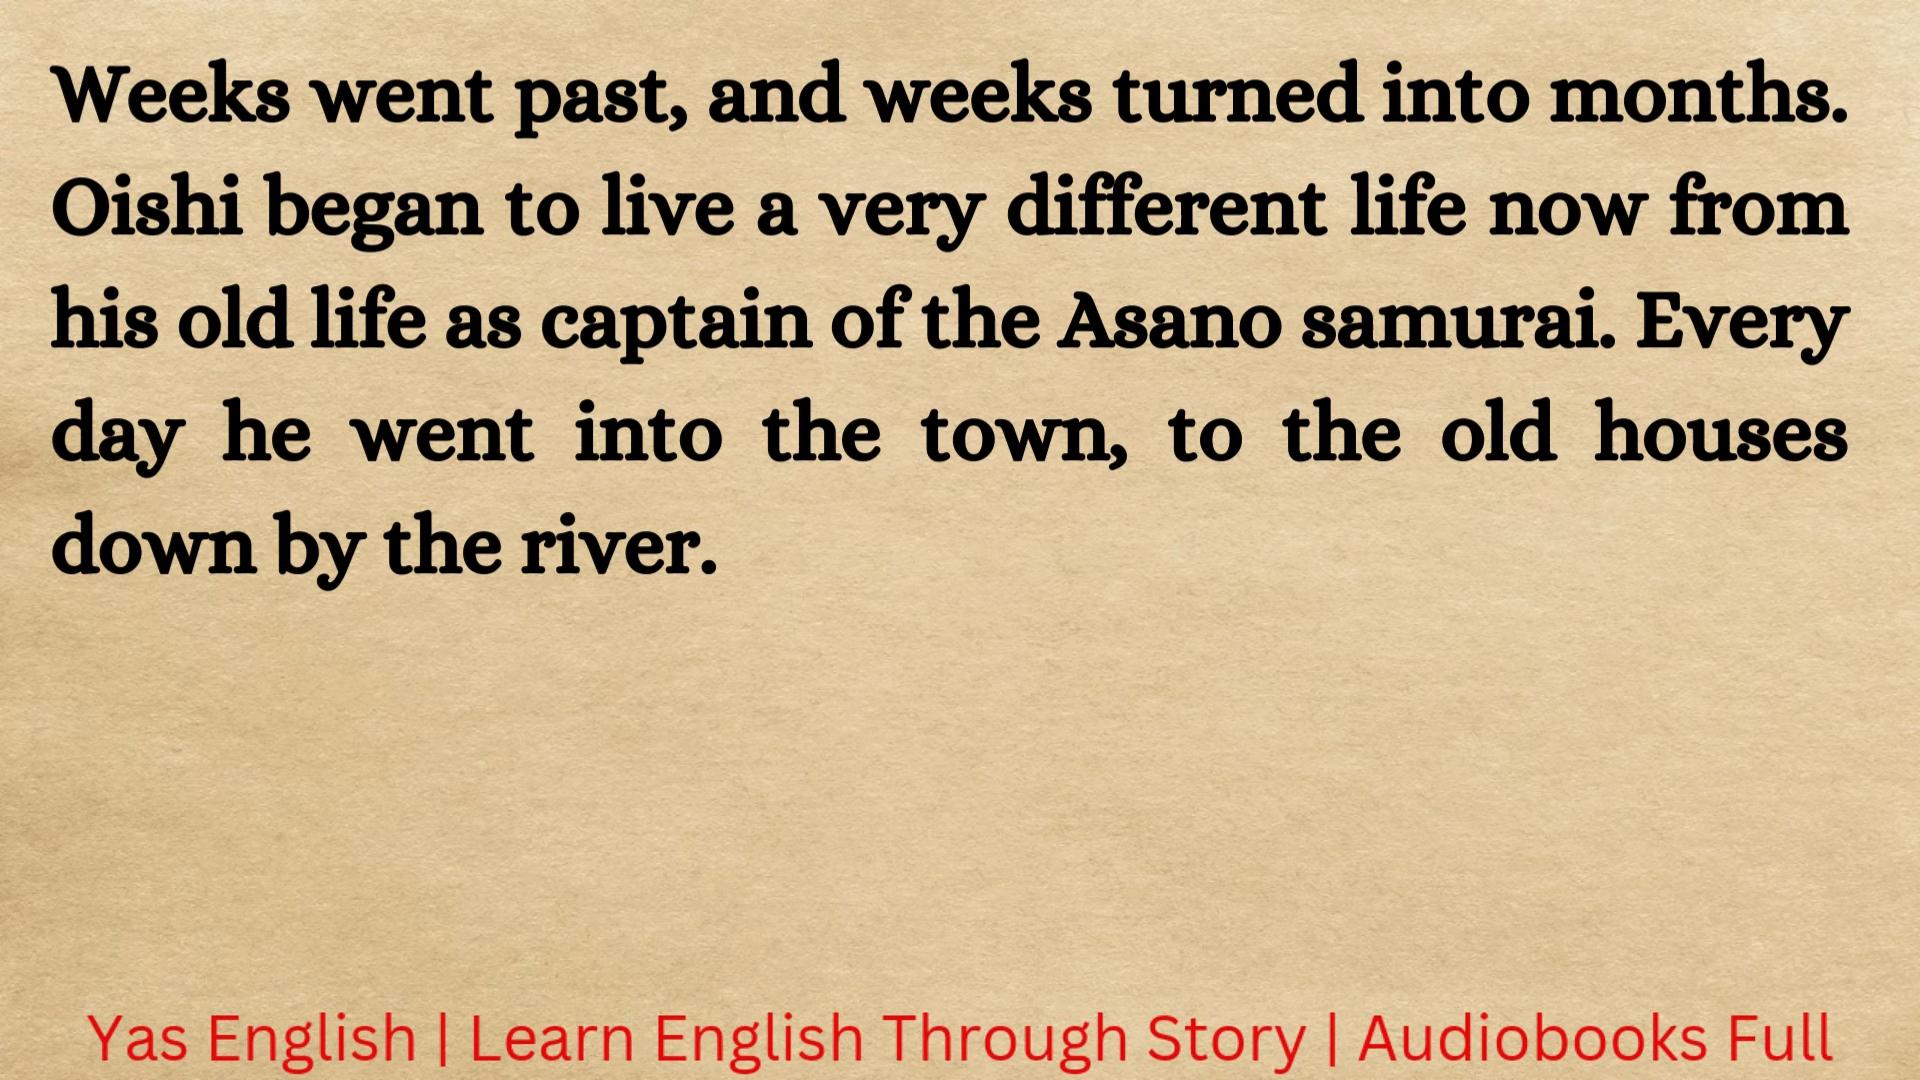 Weeks went past, and weeks turned into months.
Oishi began to live a very different life now from
his old life as captain of the Asano samurai. Every
day he went into the town, to the old houses
down by the river.
Yas English | Learn English Through Story | Audiobooks Full